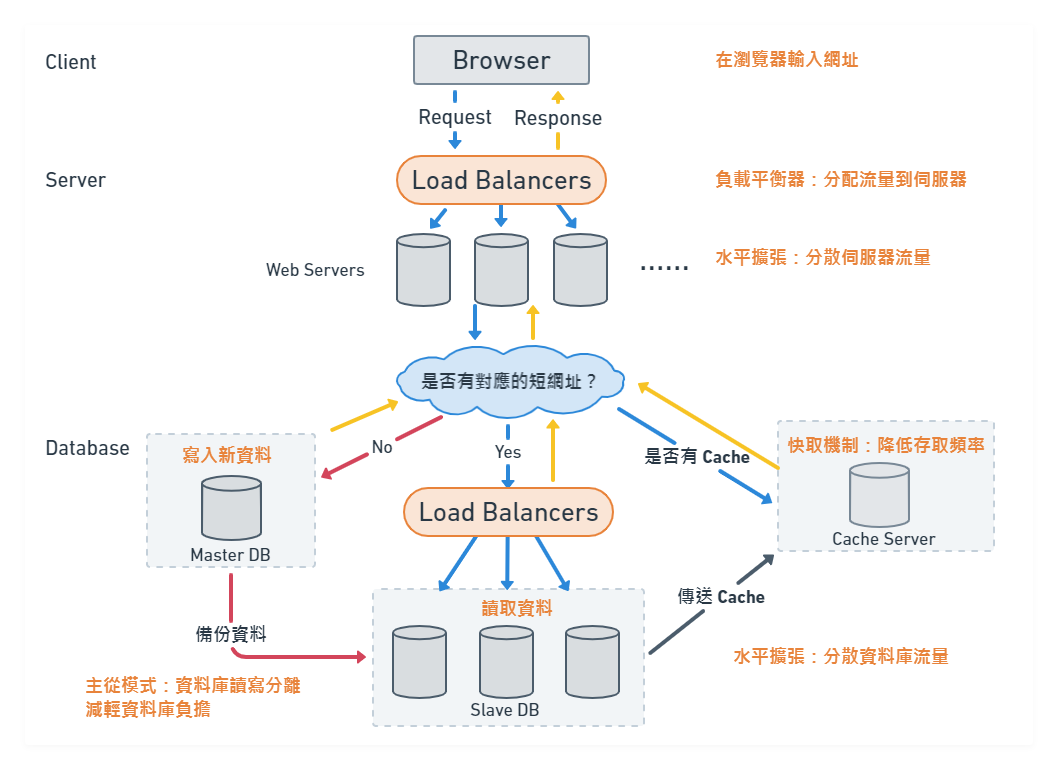 Client
Browser
在瀏覽器輸入網址
Request
Response
Server
Load Balancers
負載平衡器：分配流量到伺服器
Web Servers
......
水平擴張：分散伺服器流量
是否有對應的短網址？
Database
No
Yes
是否有 Cache
快取機制：降低存取頻率
寫入新資料
Master DB
Load Balancers
Cache Server
備份資料
讀取資料
傳送 Cache
Slave DB
水平擴張：分散資料庫流量
主從模式：資料庫讀寫分離
減輕資料庫負擔